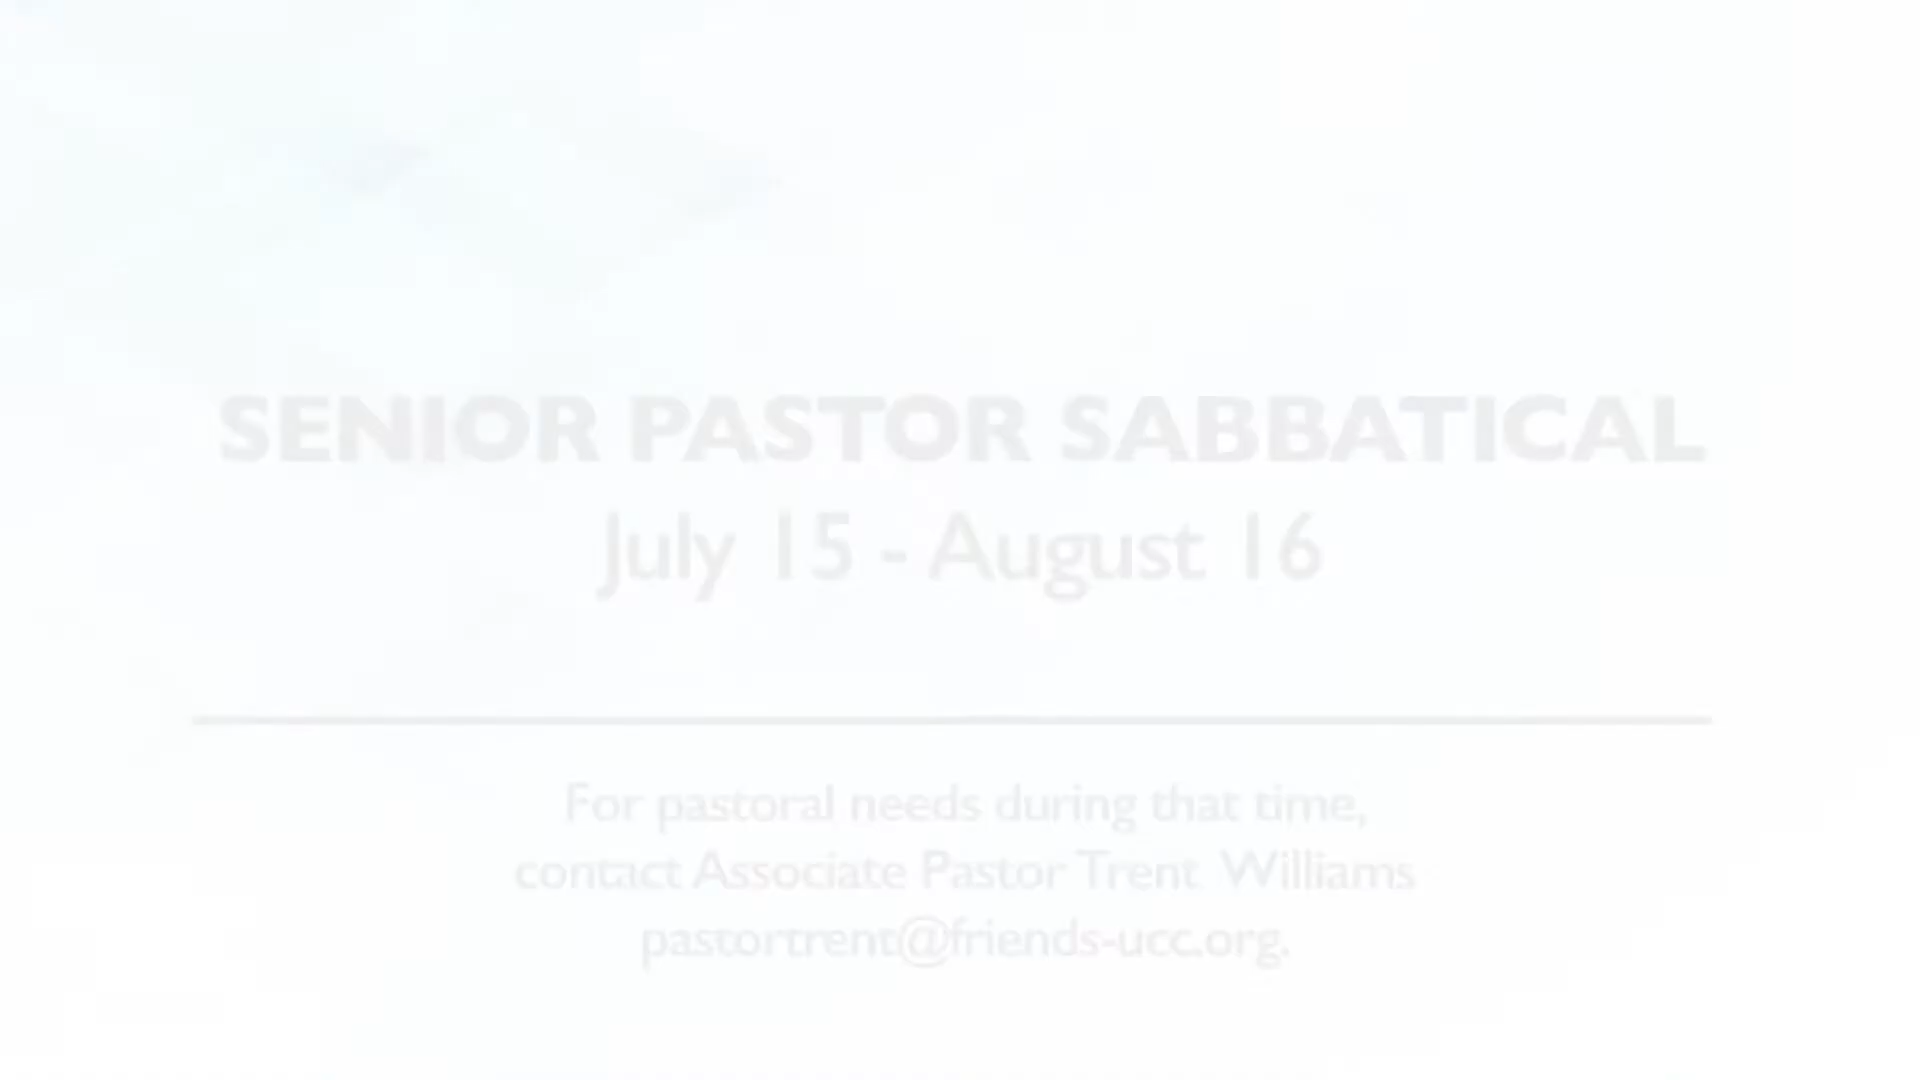 SENIOR PASTOR SABBATICAL
July 15 - August 16
For pastoral needs during that time,
contact Associate Pastor Trent Williams
pastortrent@friends-ucc.org.